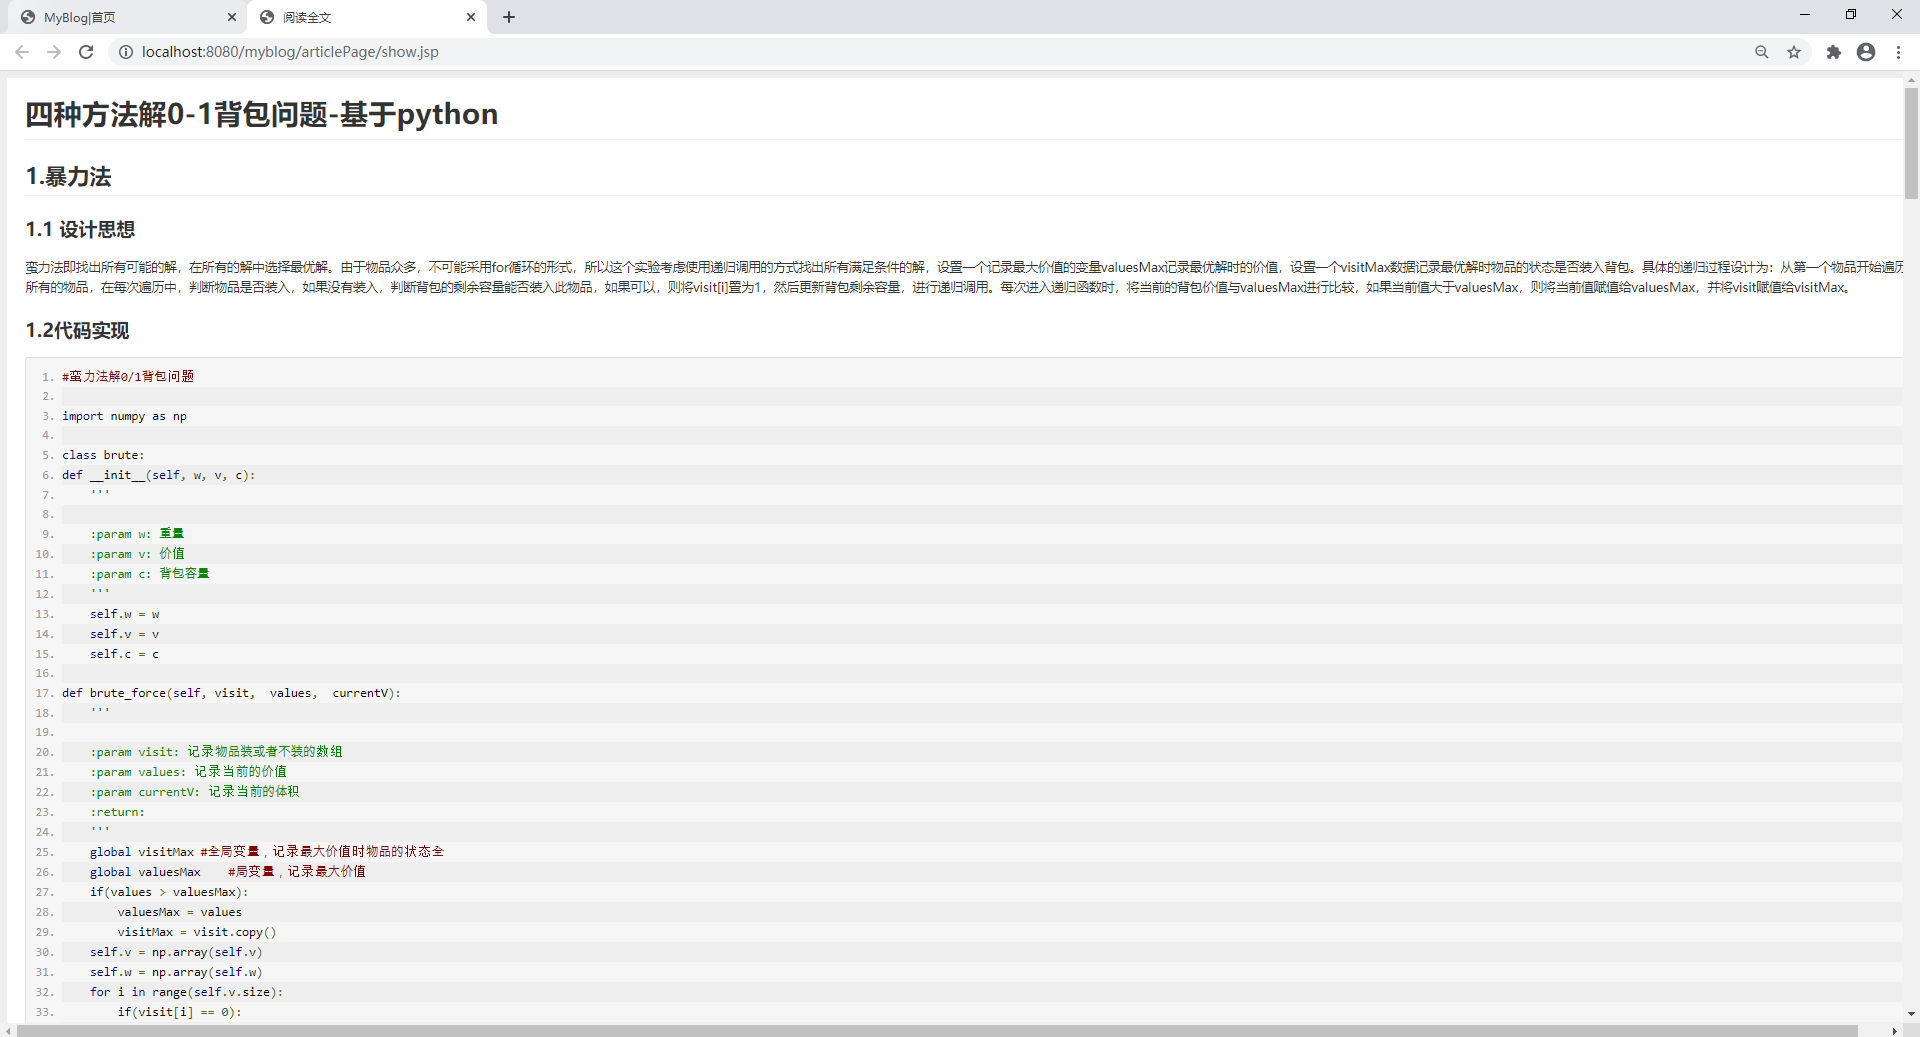 MyBlog|首页
阅读全文
localhost:8080/myblog/articlePage/show.jsp
四种方法解0-1背包问题-基于python
1.暴力法
1.1 设计思想
蛮力法即找出所有可能的解，在所有的解中选择最优解。由于物品众多，不可能采用for循环的形式，所以这个实验考虑使用递归调用的方式找出所有满足条件的解，设置一个记录最大价值的变量valuesMax记录最优解时的价值，设置一个visitMax数据记录最优解时物品的状态是否装入背包。具体的递归过程设计为：从第一个物品开始遍历
所有的物品，在每次遍历中，判断物品是否装入，如果没有装入，判断背包的剩余容量能否装入此物品，如果可以，则将visit[i]置为1，然后更新背包剩余容量，进行递归调用。每次进入递归函数时，将当前的背包价值与valuesMax进行比较，如果当前值大于valuesMax，则将当前值赋值给valuesMax，并将visit赋值给visitMax。
1.2代码实现
1. #蛮力法解0/1背包问题
2.
3. import numpy as np
4.
5. class brute:
6. def __init__(self, w, v, c):
7.     '''
8.
9.     :param w: 重量
10.     :param v: 价值
11.     :param c: 背包容量
12.     '''
13.     self.w = w
14.     self.v = v
15.     self.c = c
16.
17. def brute_force(self, visit,  values,  currentV):
18.     '''
19.
20.     :param visit: 记录物品装或者不装的数组
21.     :param values: 记录当前的价值
22.     :param currentV: 记录当前的体积
23.     :return:
24.     '''
25.     global visitMax #全局变量，记录最大价值时物品的状态全
26.     global valuesMax    #局变量，记录最大价值
27.     if(values > valuesMax):
28.         valuesMax = values
29.         visitMax = visit.copy()
30.     self.v = np.array(self.v)
31.     self.w = np.array(self.w)
32.     for i in range(self.v.size):
33.         if(visit[i] == 0):